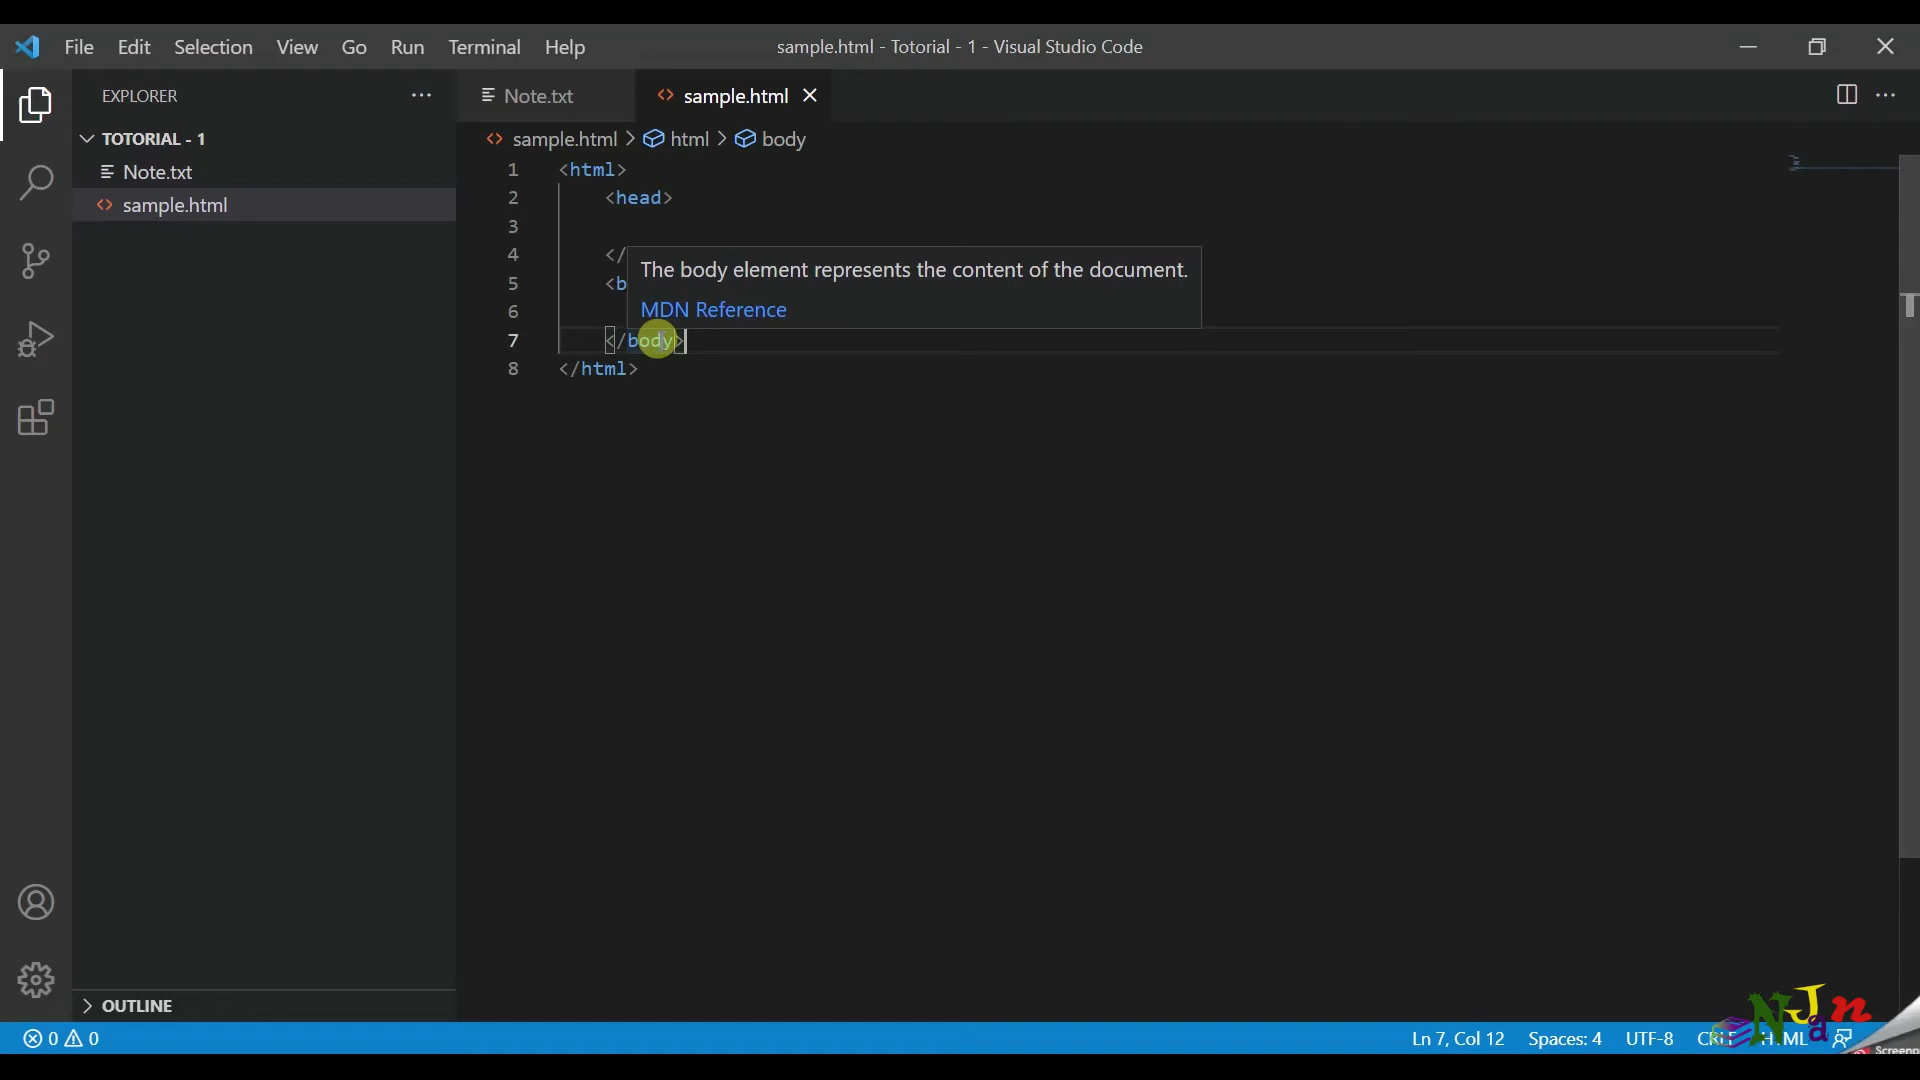 File Edit Selection View Go Run Terminal Help
sample.html - Totorial - 1 - Visual Studio Code
EXPLORER
TOTORIAL - 1
Note.txt
sample.html
OUTLINE
Note.txt
sample.html
sample.html > html > body
1 <html>
2 <head>
3
4 </
5 <b
6
7 </body>
8 </html>
The body element represents the content of the document.
MDN Reference
0 0
Ln 7, Col 12 Spaces: 4 UTF-8 CRLF HTML
NJan